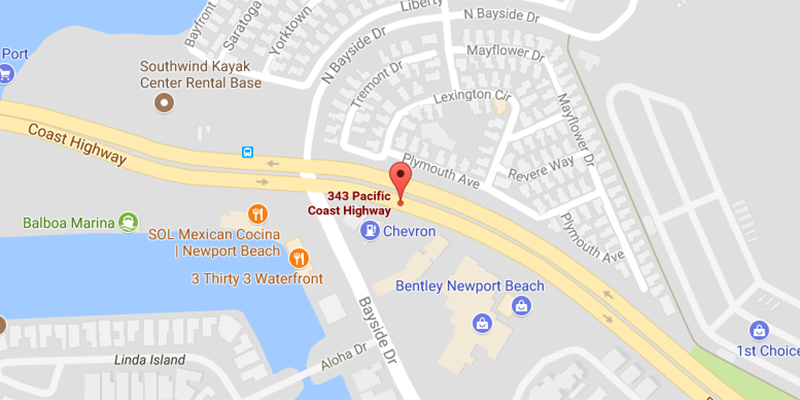 Bayfront
Saratoga
Yorktown
Liberty
N Bayside Dr
Port
Southwind Kayak
Center Rental Base
N Bayside Dr
Mayflower Dr
Tremont Dr
Lexington Cir
Mayflower Dr
Coast Highway
Plymouth Ave
Revere Way
343 Pacific
Coast Highway
Balboa Marina
SOL Mexican Cocina
| Newport Beach
Chevron
Plymouth Ave
3 Thirty 3 Waterfront
Bentley Newport Beach
Bayside Dr
Linda Island
Aloha Dr
1st Choice